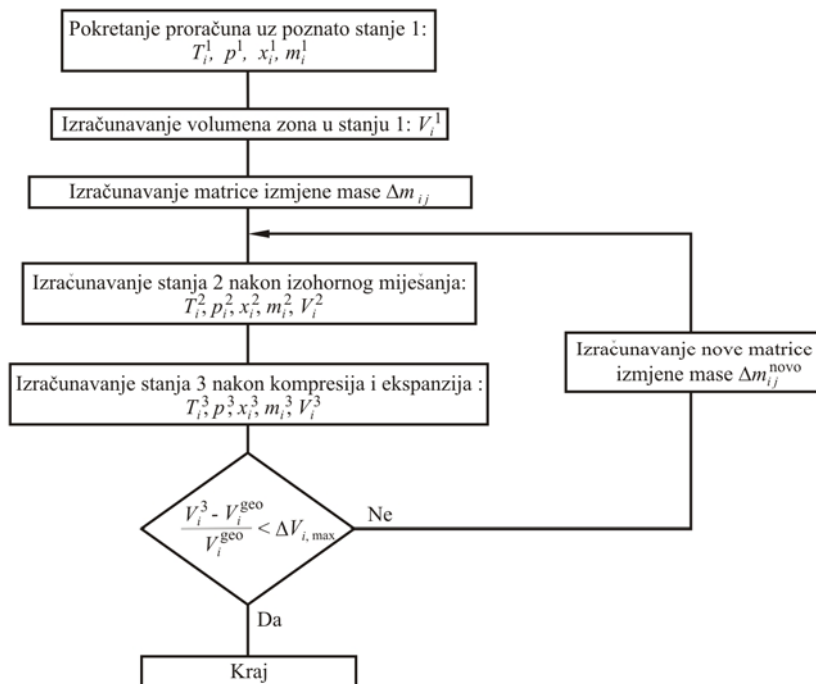 Pokretanje proračuna uz poznato stanje 1:
T_i^1, p^1, x_i^1, m_i^1
Izračunavanje volumena zona u stanju 1: V_i^1
Izračunavanje matrice izmjene mase Δm_ij
Izračunavanje stanja 2 nakon izohornog miješanja:
T_i^2, p_i^2, x_i^2, m_i^2, V_i^2
Izračunavanje nove matrice
izmjene mase Δm_ij^novo
Izračunavanje stanja 3 nakon kompresija i ekspanzija :
T_i^3, p^3, x_i^3, m_i^3, V_i^3
V_i^3 - V_i^geo
V_i^geo
< ΔV_i, max
Ne
Da
Kraj